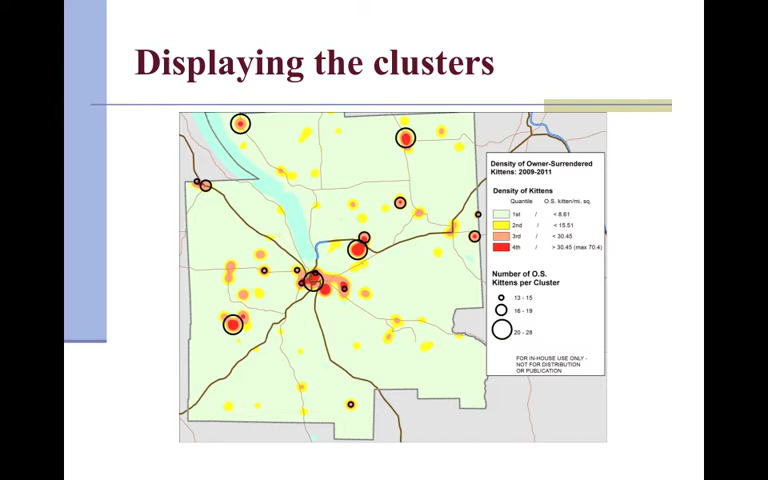 Displaying the clusters
Density of Owner-Surrendered
Kittens: 2009-2011
Density of Kittens
Quantile O.S. kitten/mi. sq.
1st / < 8.61
2nd / < 15.51
3rd / < 30.45
4th / > 30.45 (max 70.4)
Number of O.S.
Kittens per Cluster
13 - 15
16 - 19
20 - 28
FOR IN-HOUSE USE ONLY -
NOT FOR DISTRIBUTION
OR PUBLICATION